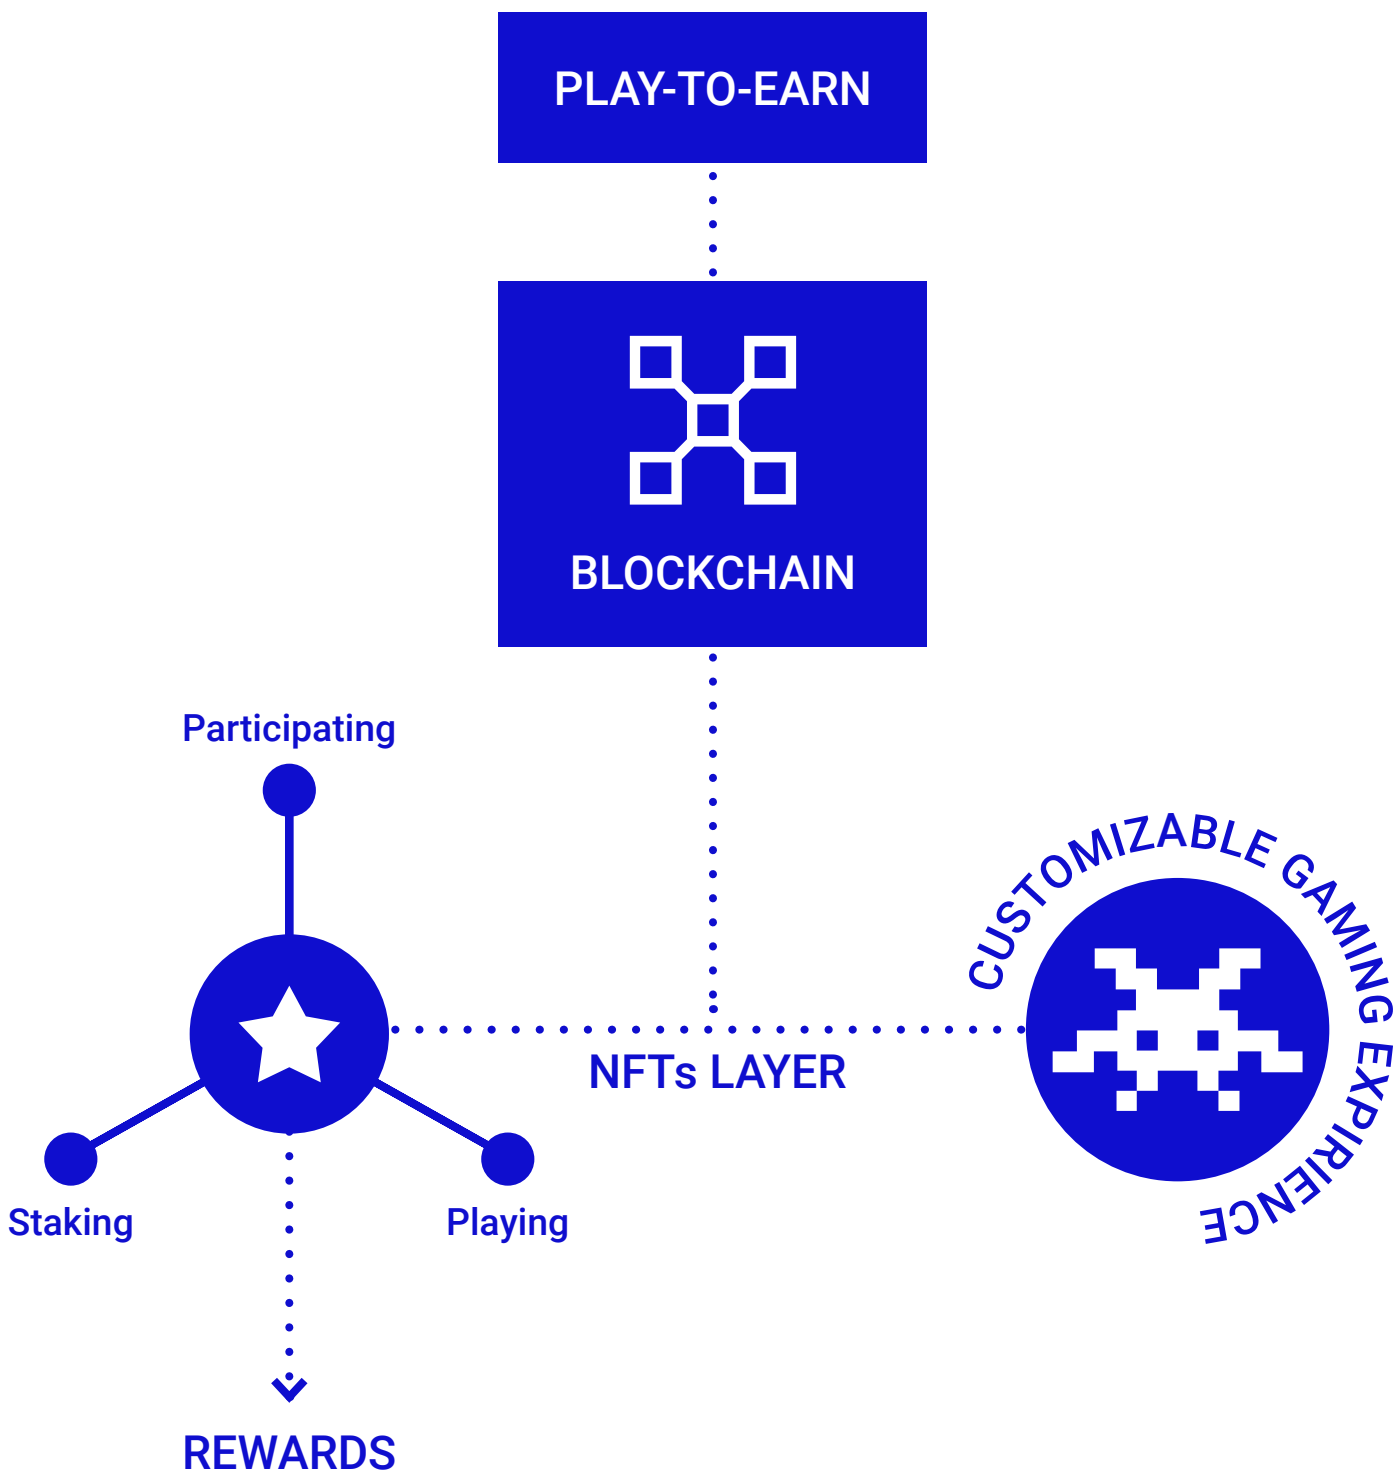 PLAY-TO-EARN
BLOCKCHAIN
Participating
CUSTOMIZABLE GAMING EXPIRIENCE
NFTs LAYER
Staking
Playing
REWARDS